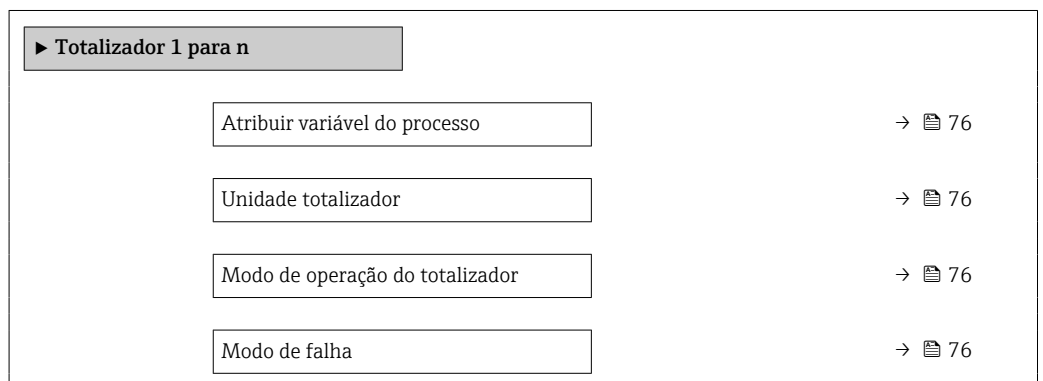 ▶ Totalizador 1 para n
Atribuir variável do processo → 76
Unidade totalizador → 76
Modo de operação do totalizador → 76
Modo de falha → 76